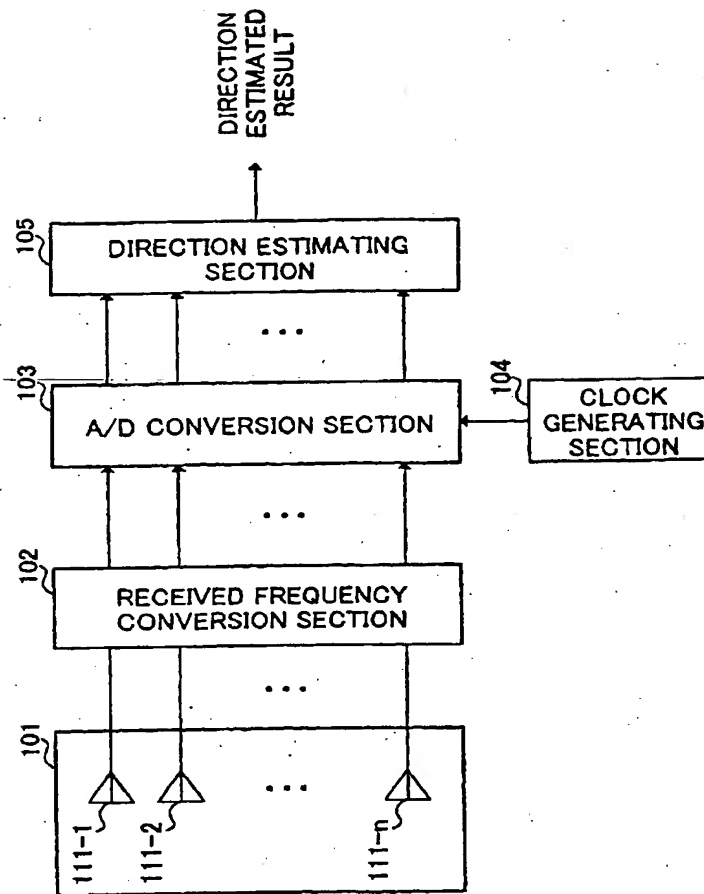 101
111-1
111-2
111-n
102
RECEIVED FREQUENCY
CONVERSION SECTION
103
A/D CONVERSION SECTION
104
CLOCK
GENERATING
SECTION
105
DIRECTION ESTIMATING
SECTION
DIRECTION
ESTIMATED
RESULT